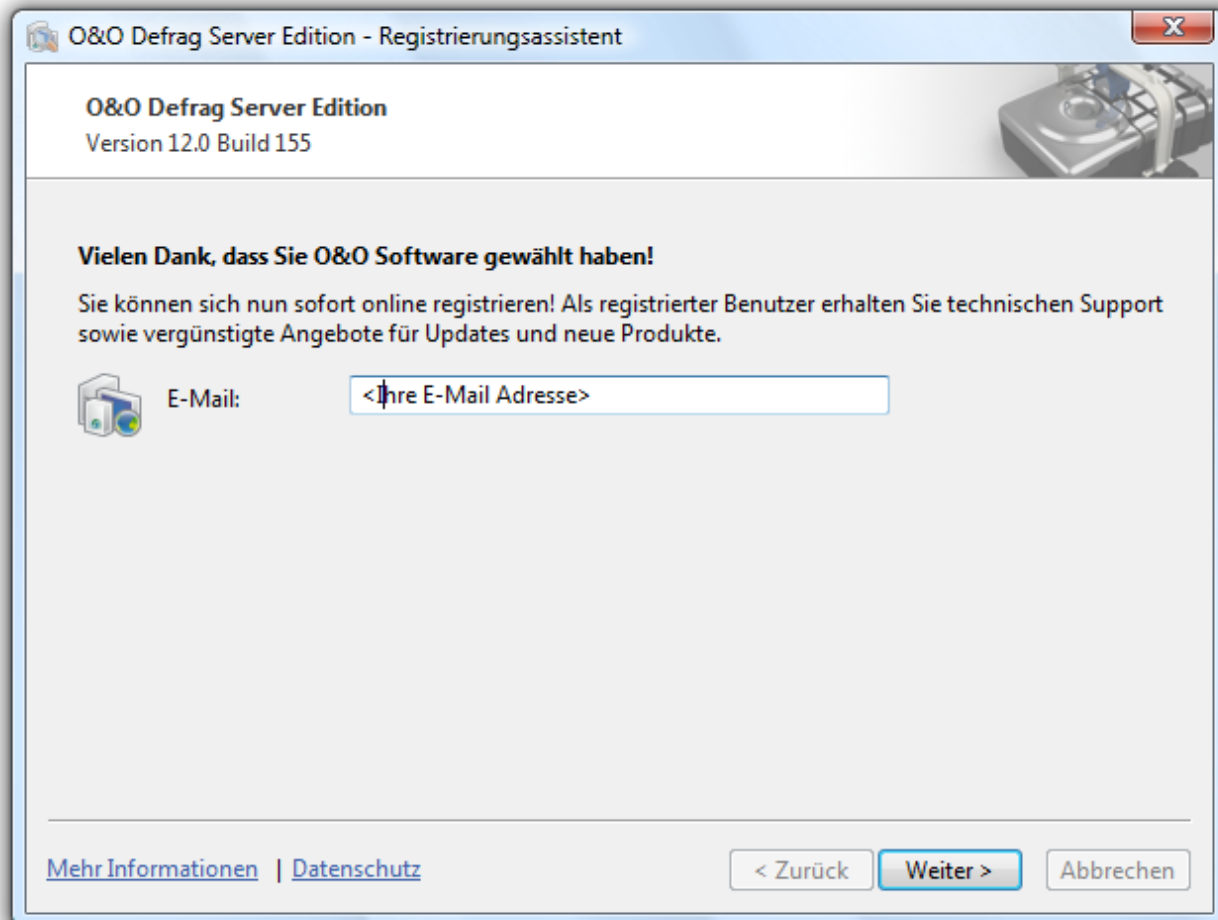 O&O Defrag Server Edition - Registrierungsassistent
O&O Defrag Server Edition
Version 12.0 Build 155
Vielen Dank, dass Sie O&O Software gewählt haben!
Sie können sich nun sofort online registrieren! Als registrierter Benutzer erhalten Sie technischen Support
sowie vergünstigte Angebote für Updates und neue Produkte.
E-Mail: <Ihre E-Mail Adresse>
Mehr Informationen | Datenschutz < Zurück Weiter > Abbrechen